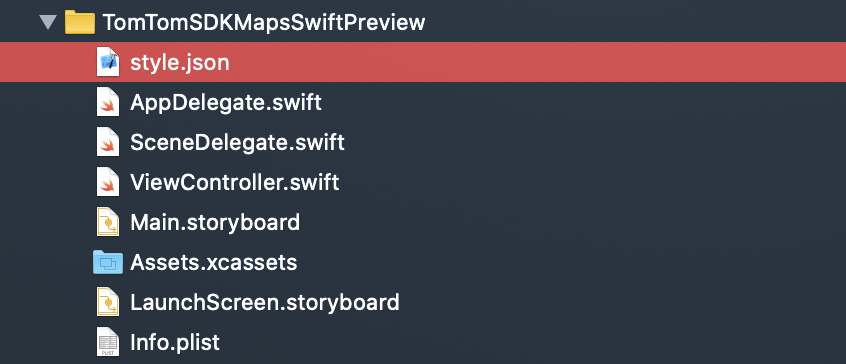 TomTomSDKMapsSwiftPreview
style.json
AppDelegate.swift
SceneDelegate.swift
ViewController.swift
Main.storyboard
Assets.xcassets
LaunchScreen.storyboard
Info.plist